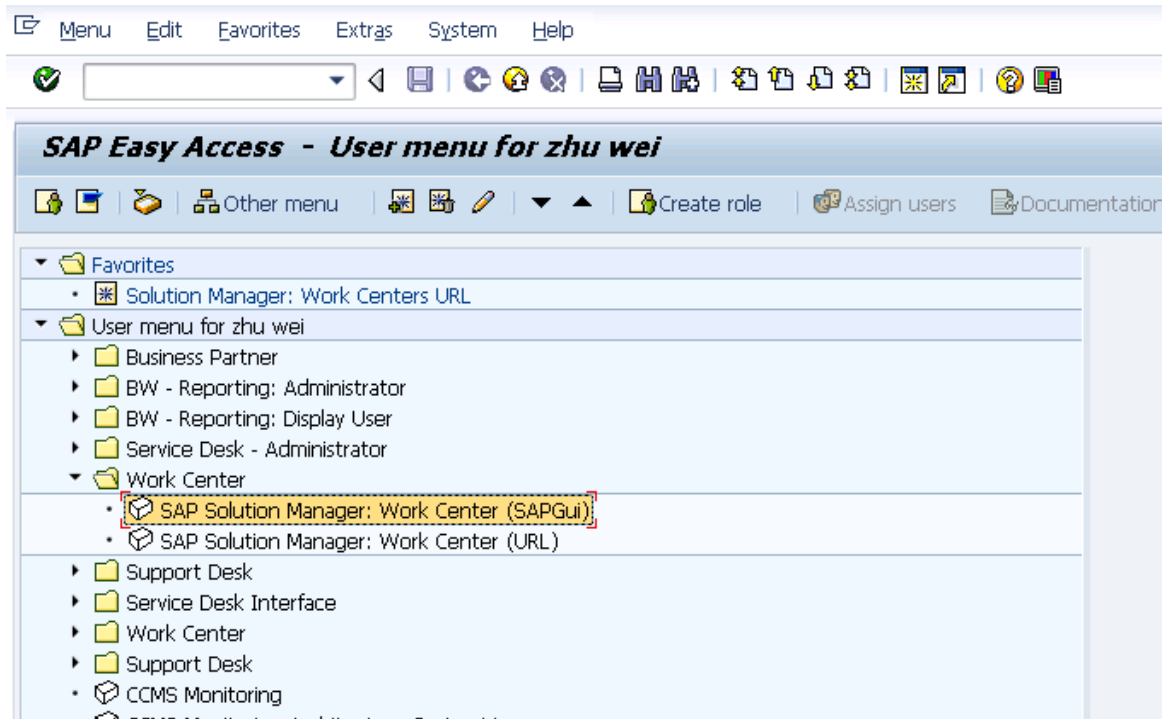 Menu Edit Favorites Extras System Help
SAP Easy Access - User menu for zhu wei
Other menu Create role Assign users Documentation
Favorites
Solution Manager: Work Centers URL
User menu for zhu wei
Business Partner
BW - Reporting: Administrator
BW - Reporting: Display User
Service Desk - Administrator
Work Center
SAP Solution Manager: Work Center (SAPGui)
SAP Solution Manager: Work Center (URL)
Support Desk
Service Desk Interface
Work Center
Support Desk
CCMS Monitoring